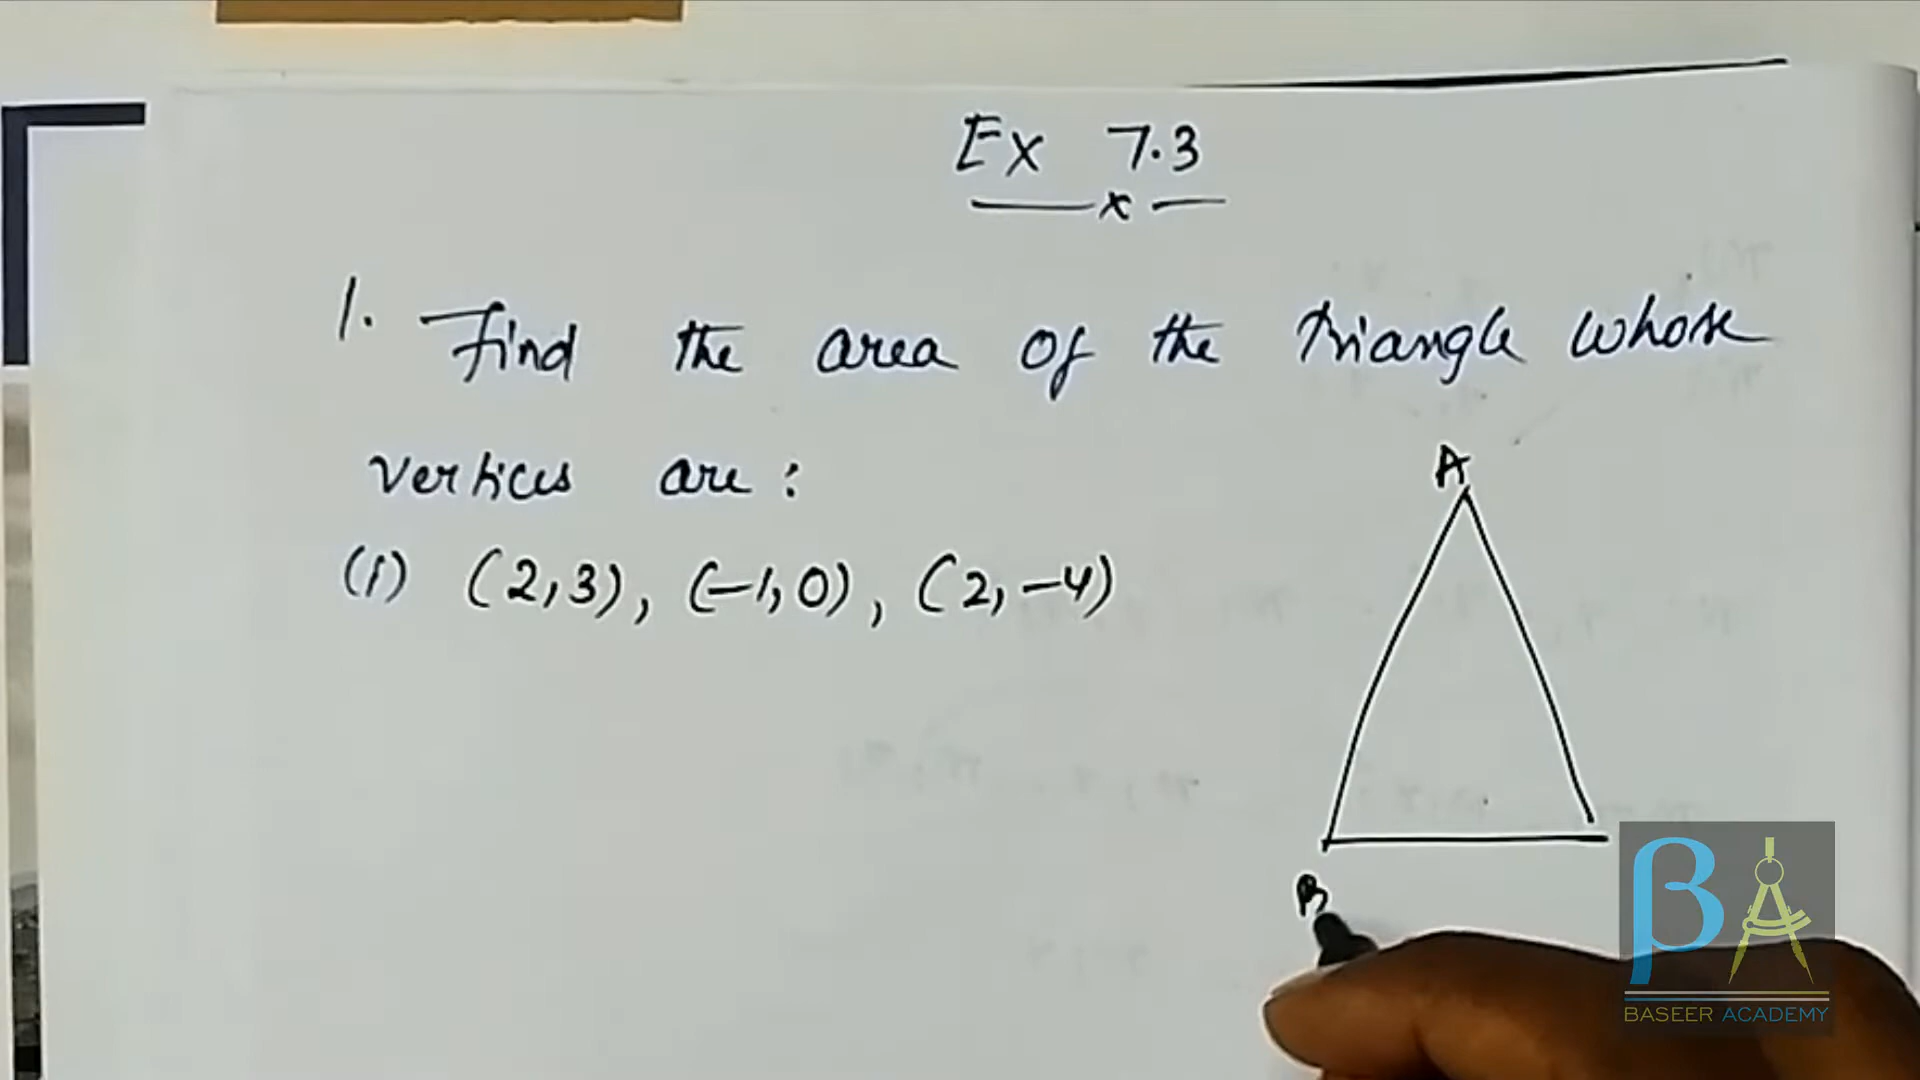 Ex 7.3
x
1. Find the area of the triangle whose
vertices are:
(i) (2,3), (-1,0), (2,-4)
A
B
βA
BASEER ACADEMY